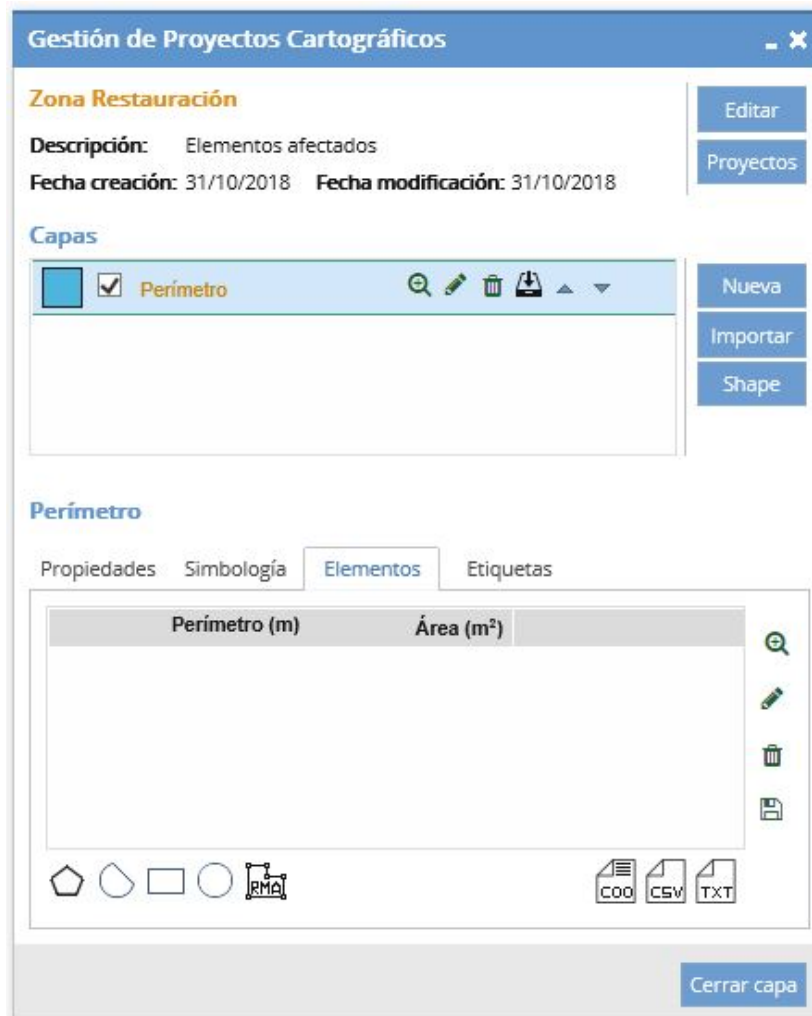 Gestión de Proyectos Cartográficos
Zona Restauración
Editar
Descripción: Elementos afectados
Proyectos
Fecha creación: 31/10/2018 Fecha modificación: 31/10/2018
Capas
Perímetro
Nueva
Importar
Shape
Perímetro
Propiedades Simbología Elementos Etiquetas
Perímetro (m) Área (m²)
RMA COO CSV TXT
Cerrar capa